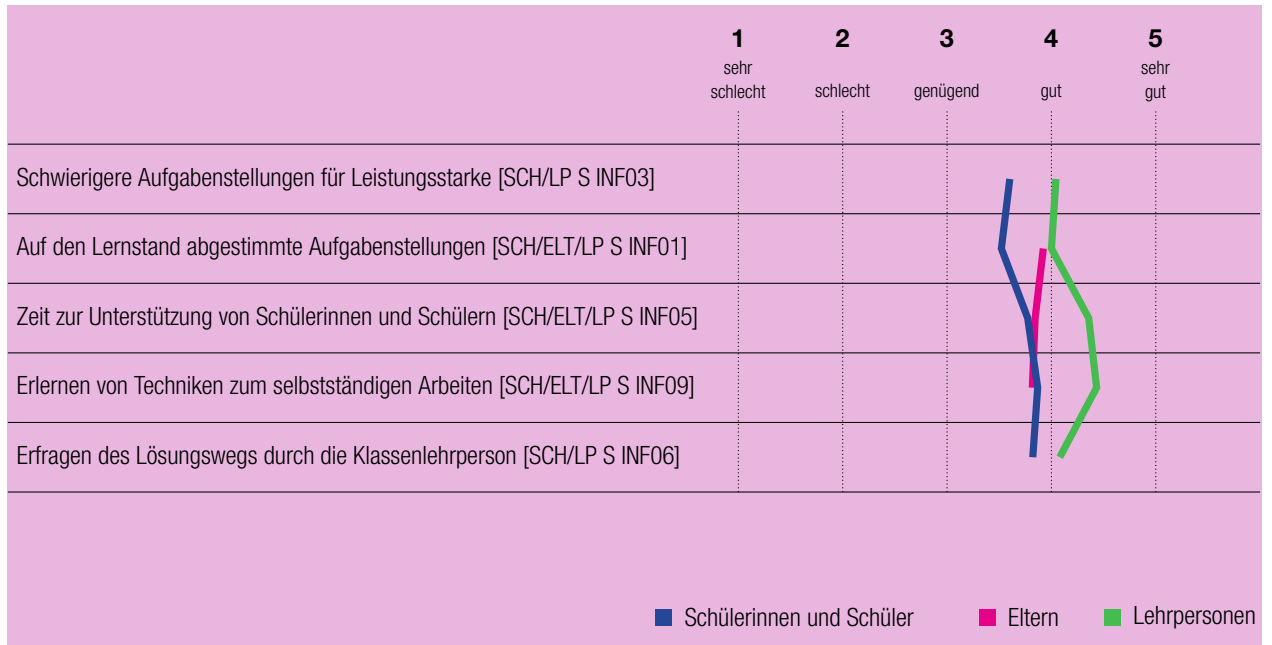 1 2 3 4 5
sehr schlecht schlecht genügend gut sehr gut
Schwierigere Aufgabenstellungen für Leistungsstarke [SCH/LP S INF03]
Auf den Lernstand abgestimmte Aufgabenstellungen [SCH/ELT/LP S INF01]
Zeit zur Unterstützung von Schülerinnen und Schülern [SCH/ELT/LP S INF05]
Erlernen von Techniken zum selbstständigen Arbeiten [SCH/ELT/LP S INF09]
Erfragen des Lösungswegs durch die Klassenlehrperson [SCH/LP S INF06]
Schülerinnen und Schüler Eltern Lehrpersonen